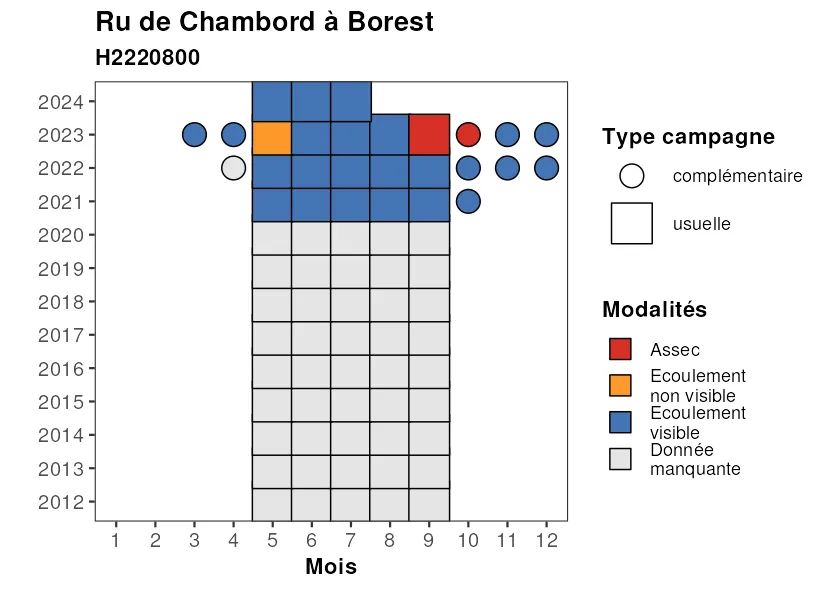 Ru de Chambord à Borest
H2220800
2024
2023
2022
2021
2020
2019
2018
2017
2016
2015
2014
2013
2012
1 2 3 4 5 6 7 8 9 10 11 12
Mois
Type campagne
complémentaire
usuelle
Modalités
Assec
Ecoulement
non visible
Ecoulement
visible
Donnée
manquante